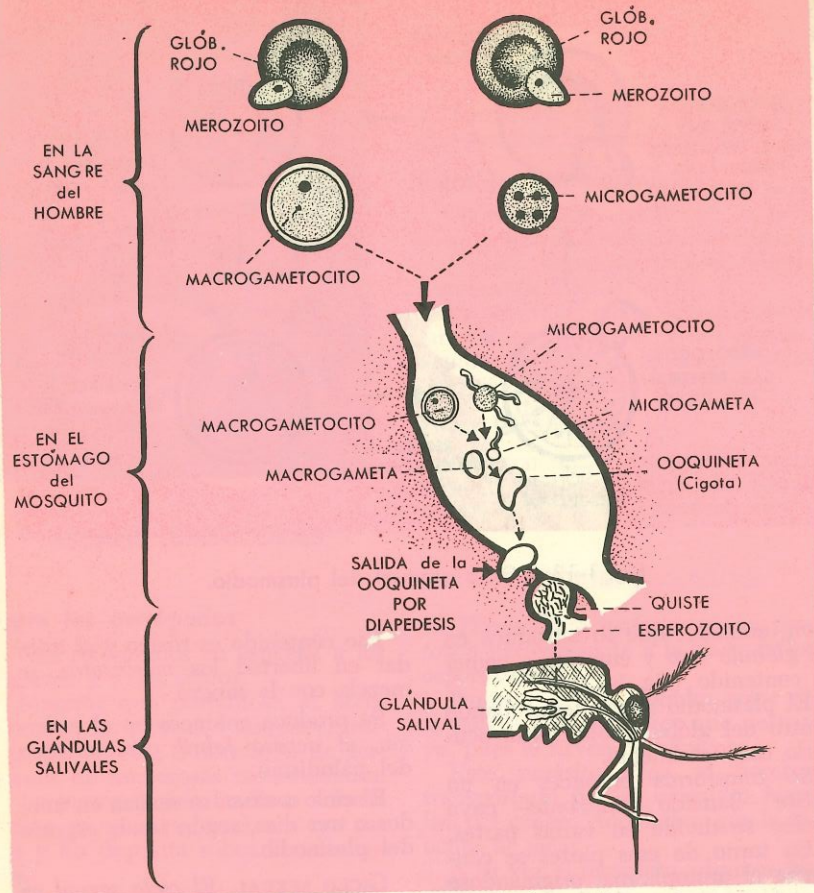 GLÓB.
ROJO
MEROZOITO
GLÓB.
ROJO
MEROZOITO
EN LA
SANGRE
del
HOMBRE
MACROGAMETOCITO
MICROGAMETOCITO
MICROGAMETOCITO
MACROGAMETOCITO
MICROGAMETA
EN EL
ESTÓMAGO
del
MOSQUITO
MACROGAMETA
OOQUINETA
(Cigota)
SALIDA de la
OOQUINETA
POR
DIAPEDESIS
QUISTE
ESPEROZOITO
EN LAS
GLÁNDULAS
SALIVALES
GLÁNDULA
SALIVAL